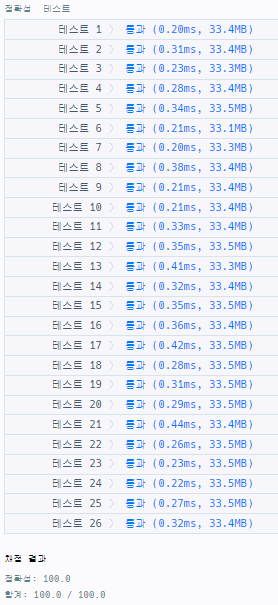 정확성  테스트
테스트 1 〉 통과 (0.20ms, 33.4MB)
테스트 2 〉 통과 (0.31ms, 33.4MB)
테스트 3 〉 통과 (0.23ms, 33.3MB)
테스트 4 〉 통과 (0.28ms, 33.4MB)
테스트 5 〉 통과 (0.34ms, 33.5MB)
테스트 6 〉 통과 (0.21ms, 33.1MB)
테스트 7 〉 통과 (0.20ms, 33.3MB)
테스트 8 〉 통과 (0.38ms, 33.4MB)
테스트 9 〉 통과 (0.21ms, 33.4MB)
테스트 10 〉 통과 (0.21ms, 33.4MB)
테스트 11 〉 통과 (0.33ms, 33.4MB)
테스트 12 〉 통과 (0.35ms, 33.5MB)
테스트 13 〉 통과 (0.41ms, 33.3MB)
테스트 14 〉 통과 (0.32ms, 33.4MB)
테스트 15 〉 통과 (0.35ms, 33.5MB)
테스트 16 〉 통과 (0.36ms, 33.4MB)
테스트 17 〉 통과 (0.42ms, 33.5MB)
테스트 18 〉 통과 (0.28ms, 33.5MB)
테스트 19 〉 통과 (0.31ms, 33.5MB)
테스트 20 〉 통과 (0.29ms, 33.5MB)
테스트 21 〉 통과 (0.44ms, 33.4MB)
테스트 22 〉 통과 (0.26ms, 33.5MB)
테스트 23 〉 통과 (0.23ms, 33.5MB)
테스트 24 〉 통과 (0.22ms, 33.5MB)
테스트 25 〉 통과 (0.27ms, 33.5MB)
테스트 26 〉 통과 (0.32ms, 33.4MB)
채점 결과
정확성: 100.0
합계: 100.0 / 100.0